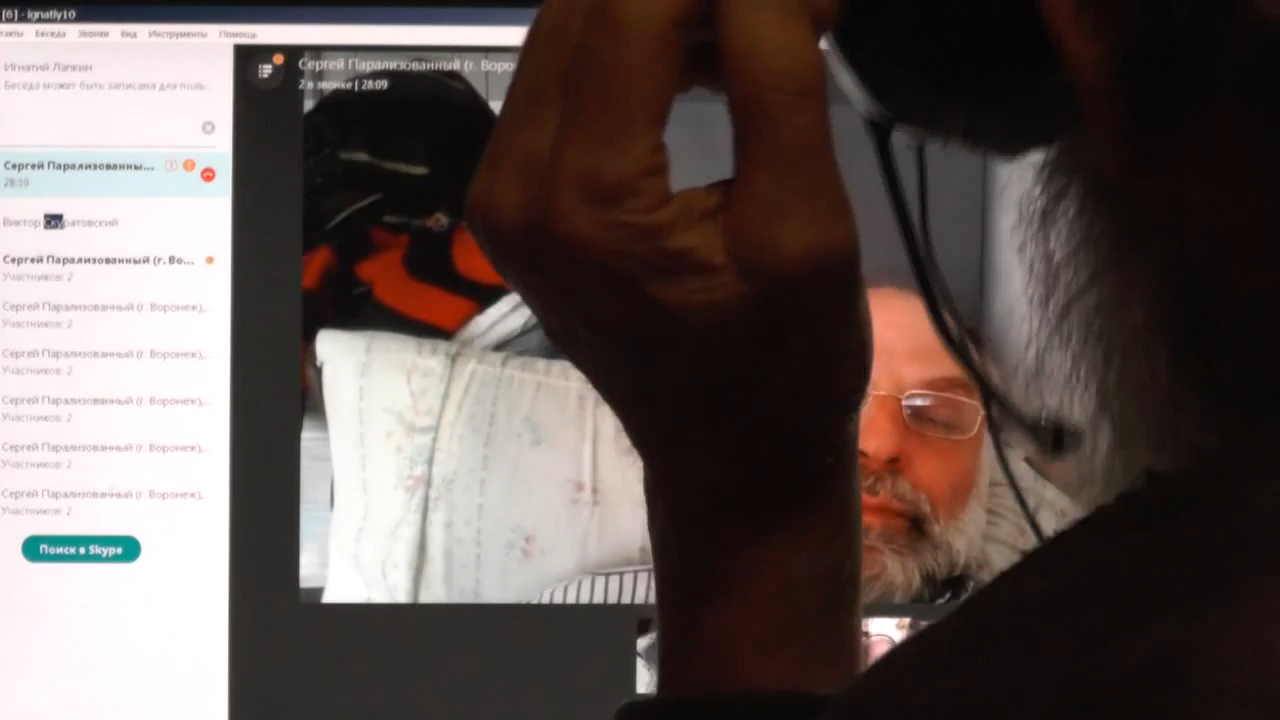 [6] - ignatiy10
такты Беседа Звонки Вид Инструменты Помощь
Игнатий Лапкин
Беседа может быть записана для поль...
Сергей Парализованны...
28:10
Виктор Скуратовский
Сергей Парализованный (г. Во...
Участников: 2
Сергей Парализованный (г. Воронеж),...
Участников: 2
Сергей Парализованный (г. Воронеж),...
Участников: 2
Сергей Парализованный (г. Воронеж),...
Участников: 2
Сергей Парализованный (г. Воронеж),...
Участников: 2
Сергей Парализованный (г. Воронеж),...
Участников: 2
Поиск в Skype
Сергей Парализованный (г. Воро
2 в звонке | 28:09